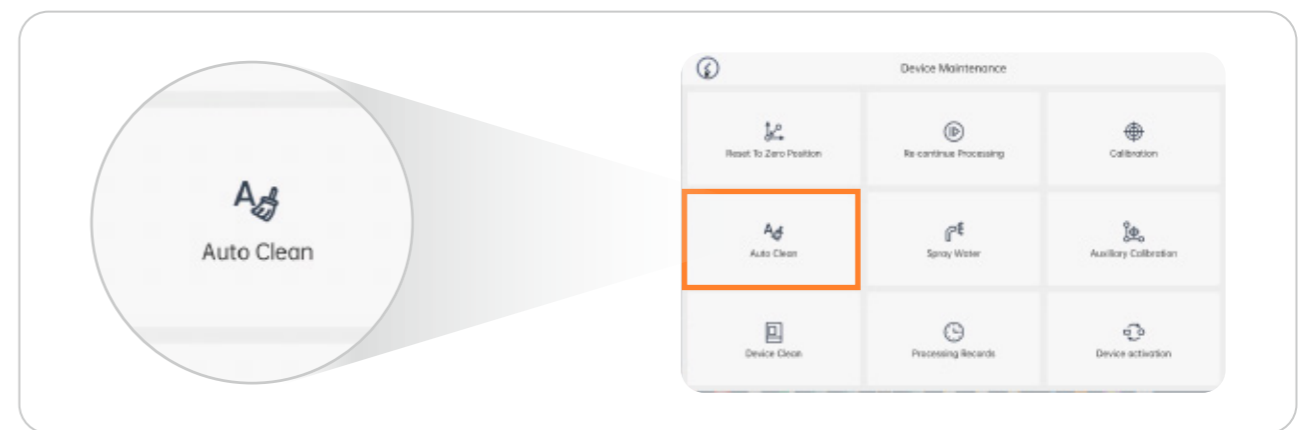 Auto Clean
Device Maintenance
Reset To Zero Position
Re-continue Processing
Calibration
Auto Clean
Spray Water
Auxiliary Calibration
Device Clean
Processing Records
Device activation